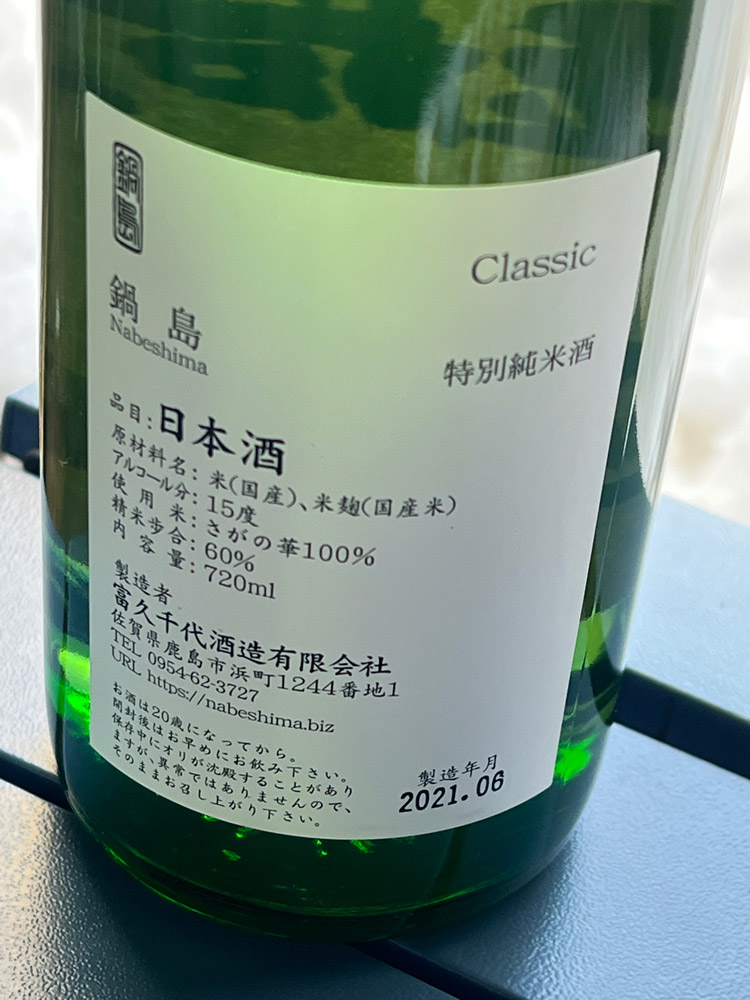 鍋島
Classic
鍋島
Nabeshima
特別純米酒
品目:日本酒
原材料名:米(国産)、米麹(国産米)
アルコール分:15度
使用米:さがの華100%
精米歩合:60%
内容量:720ml
製造者
富久千代酒造有限会社
佐賀県鹿島市浜町1244番地1
TEL 0954-62-3727
URL https://nabeshima.biz
お酒は20歳になってから。
開封後はお早めにお飲み下さい。
保存中にオリが沈殿することがあり
ますが、異常ではありませんので、
そのままお召し上がり下さい。
製造年月
2021.06